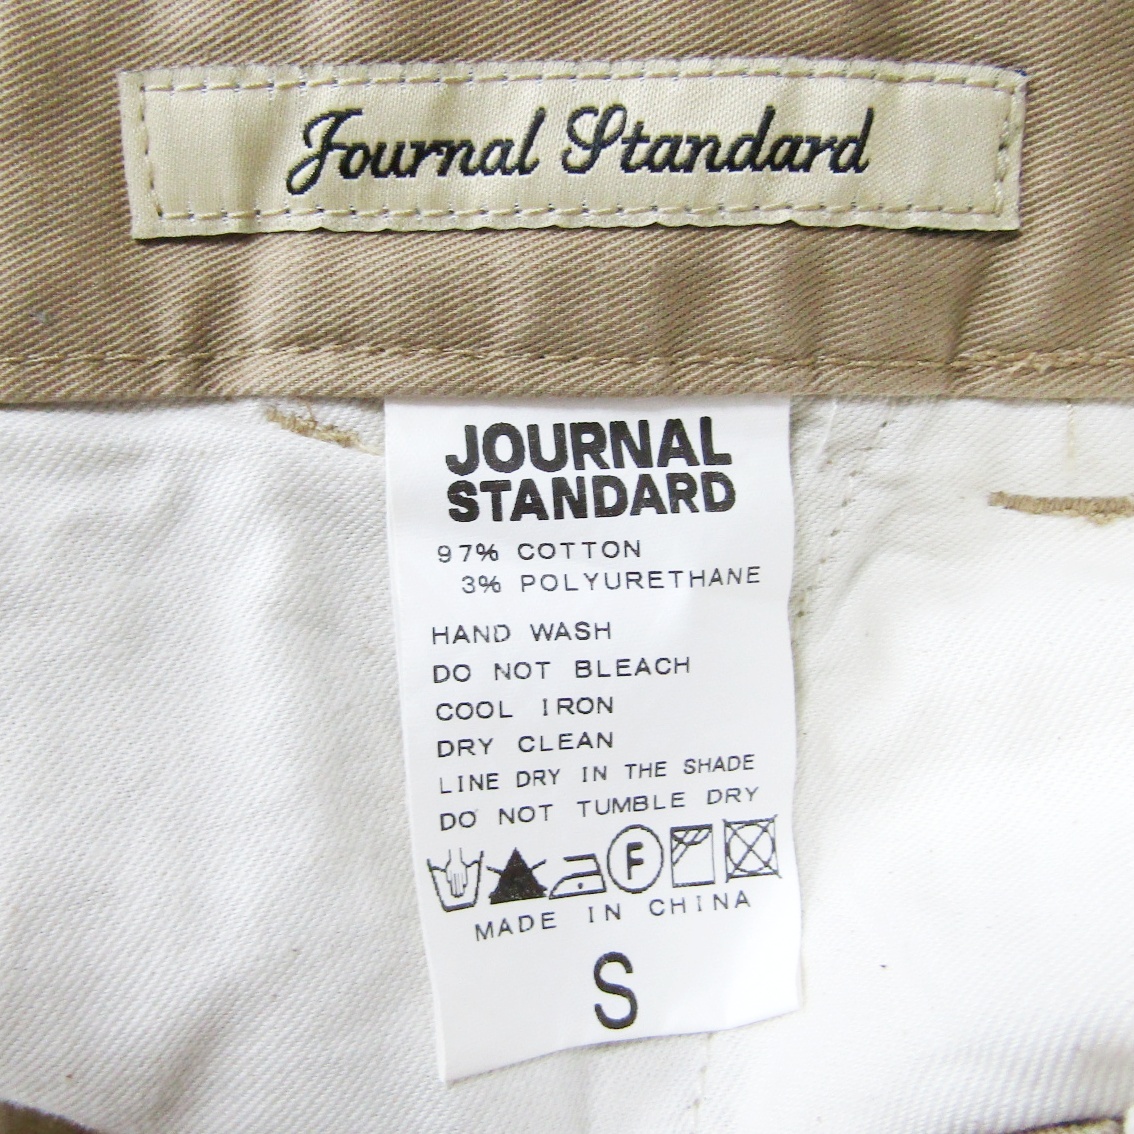 Journal Standard
JOURNAL
STANDARD
97% COTTON
3% POLYURETHANE
HAND WASH
DO NOT BLEACH
COOL IRON
DRY CLEAN
LINE DRY IN THE SHADE
DO NOT TUMBLE DRY
F
MADE IN CHINA
S